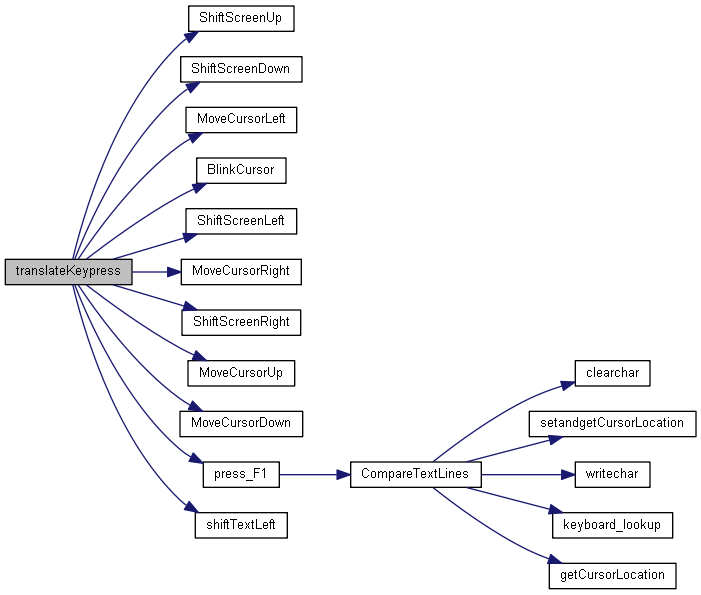 ShiftScreenUp
ShiftScreenDown
MoveCursorLeft
BlinkCursor
ShiftScreenLeft
translateKeypress
MoveCursorRight
ShiftScreenRight
MoveCursorUp
clearchar
MoveCursorDown
setandgetCursorLocation
press_F1
CompareTextLines
writechar
shiftTextLeft
keyboard_lookup
getCursorLocation